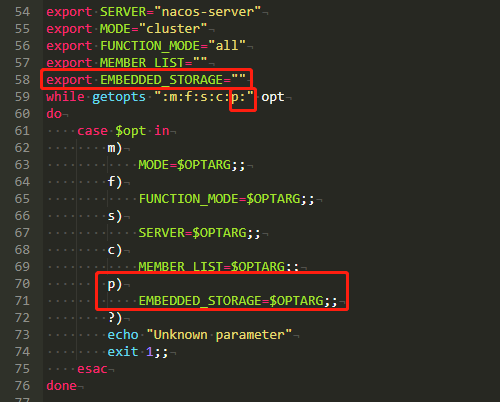 54 export SERVER="nacos-server"
55 export MODE="cluster"
56 export FUNCTION_MODE="all"
57 export MEMBER_LIST=""
58 export EMBEDDED_STORAGE=""
59 while getopts ":m:f:s:c:p:" opt
60 do
61 case $opt in
62 m)
63 MODE=$OPTARG;;
64 f)
65 FUNCTION_MODE=$OPTARG;;
66 s)
67 SERVER=$OPTARG;;
68 c)
69 MEMBER_LIST=$OPTARG;;
70 p)
71 EMBEDDED_STORAGE=$OPTARG;;
72 ?)
73 echo "Unknown parameter"
74 exit 1;;
75 esac
76 done